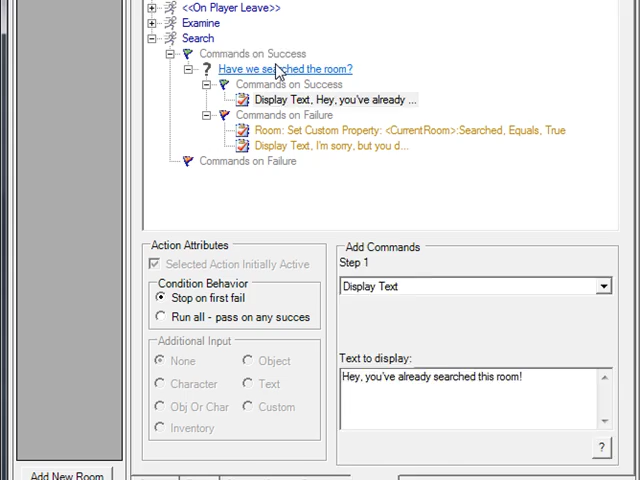 <<On Player Leave>>
Examine
Search
Commands on Success
Have we searched the room?
Commands on Success
Display Text, Hey, you've already ...
Commands on Failure
Room: Set Custom Property: <CurrentRoom>:Searched, Equals, True
Display Text, I'm sorry, but you d...
Commands on Failure
Action Attributes
Selected Action Initially Active
Condition Behavior
Stop on first fail
Run all - pass on any succes
Additional Input
None
Object
Character
Text
Obj Or Char
Custom
Inventory
Add Commands
Step 1
Display Text
Text to display:
Hey, you've already searched this room!
?
Add New Room